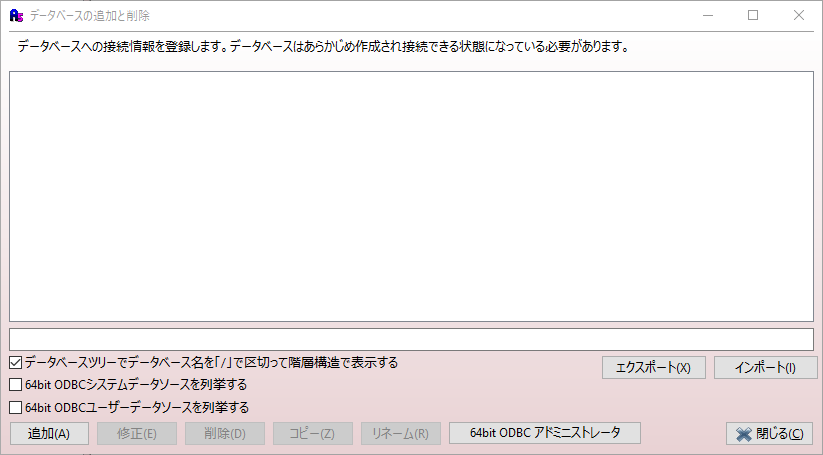 データベースの追加と削除
データベースへの接続情報を登録します。データベースはあらかじめ作成され接続できる状態になっている必要があります。
データベースツリーでデータベース名を「/」で区切って階層構造で表示する
エクスポート(X) インポート(I)
64bit ODBCシステムデータソースを列挙する
64bit ODBCユーザーデータソースを列挙する
追加(A) 修正(E) 削除(D) コピー(Z) リネーム(R) 64bit ODBC アドミニストレータ 閉じる(C)